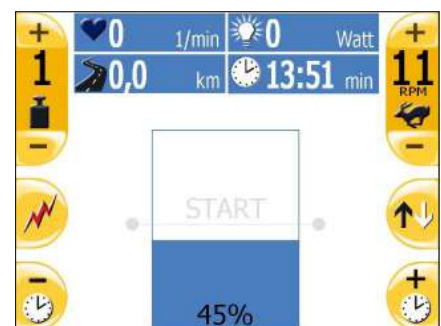 + 0 1/min 0 Watt +
1 0,0 km 13:51 min 11
RPM
− −
START
− +
45%